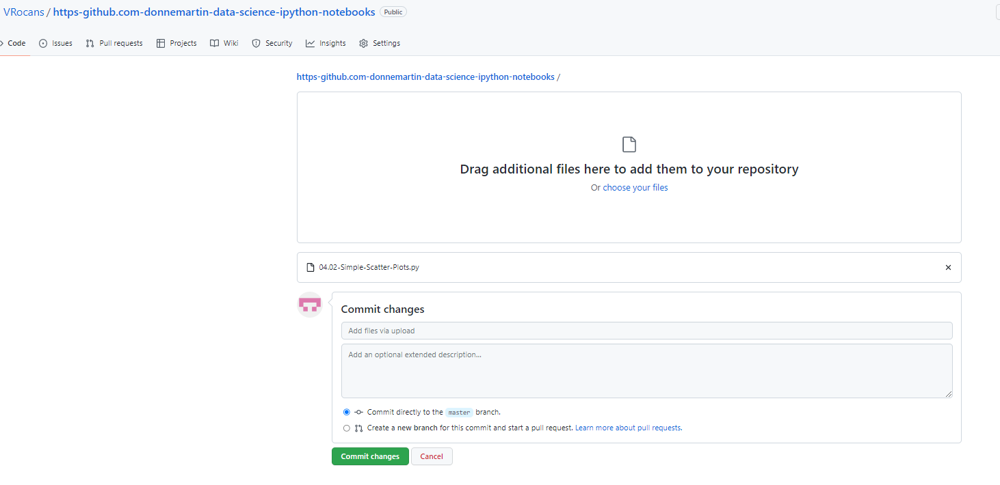 VRocans / https-github.com-donnemartin-data-science-ipython-notebooks Public
Code Issues Pull requests Projects Wiki Security Insights Settings
https-github.com-donnemartin-data-science-ipython-notebooks /
Drag additional files here to add them to your repository
Or choose your files
04.02-Simple-Scatter-Plots.py
Commit changes
Add files via upload
Add an optional extended description...
Commit directly to the master branch.
Create a new branch for this commit and start a pull request. Learn more about pull requests.
Commit changes Cancel